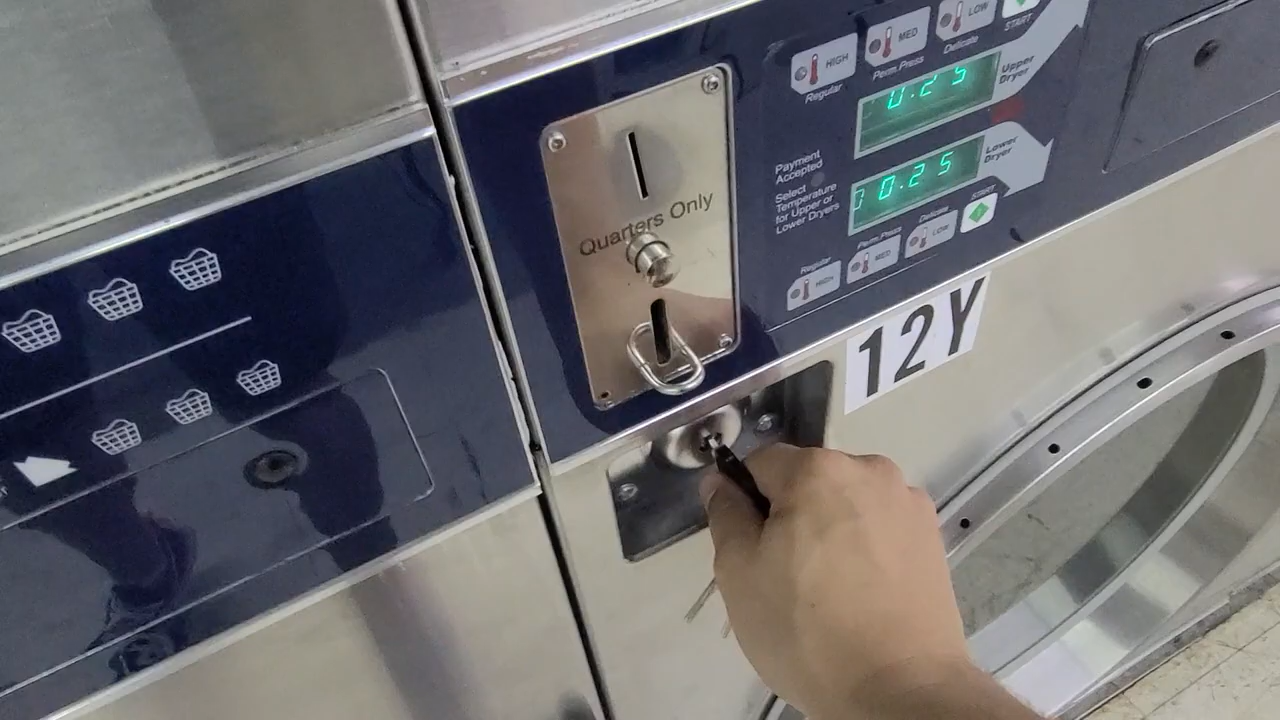 HIGH
MED
LOW
Regular
Perm.Press
Delicate
START
0.25
Upper
Dryer
Payment
Accepted
Select
Temperature
for Upper or
Lower Dryers
0.25
Lower
Dryer
Regular
Perm.Press
Delicate
START
HIGH
MED
LOW
Quarters Only
12Y